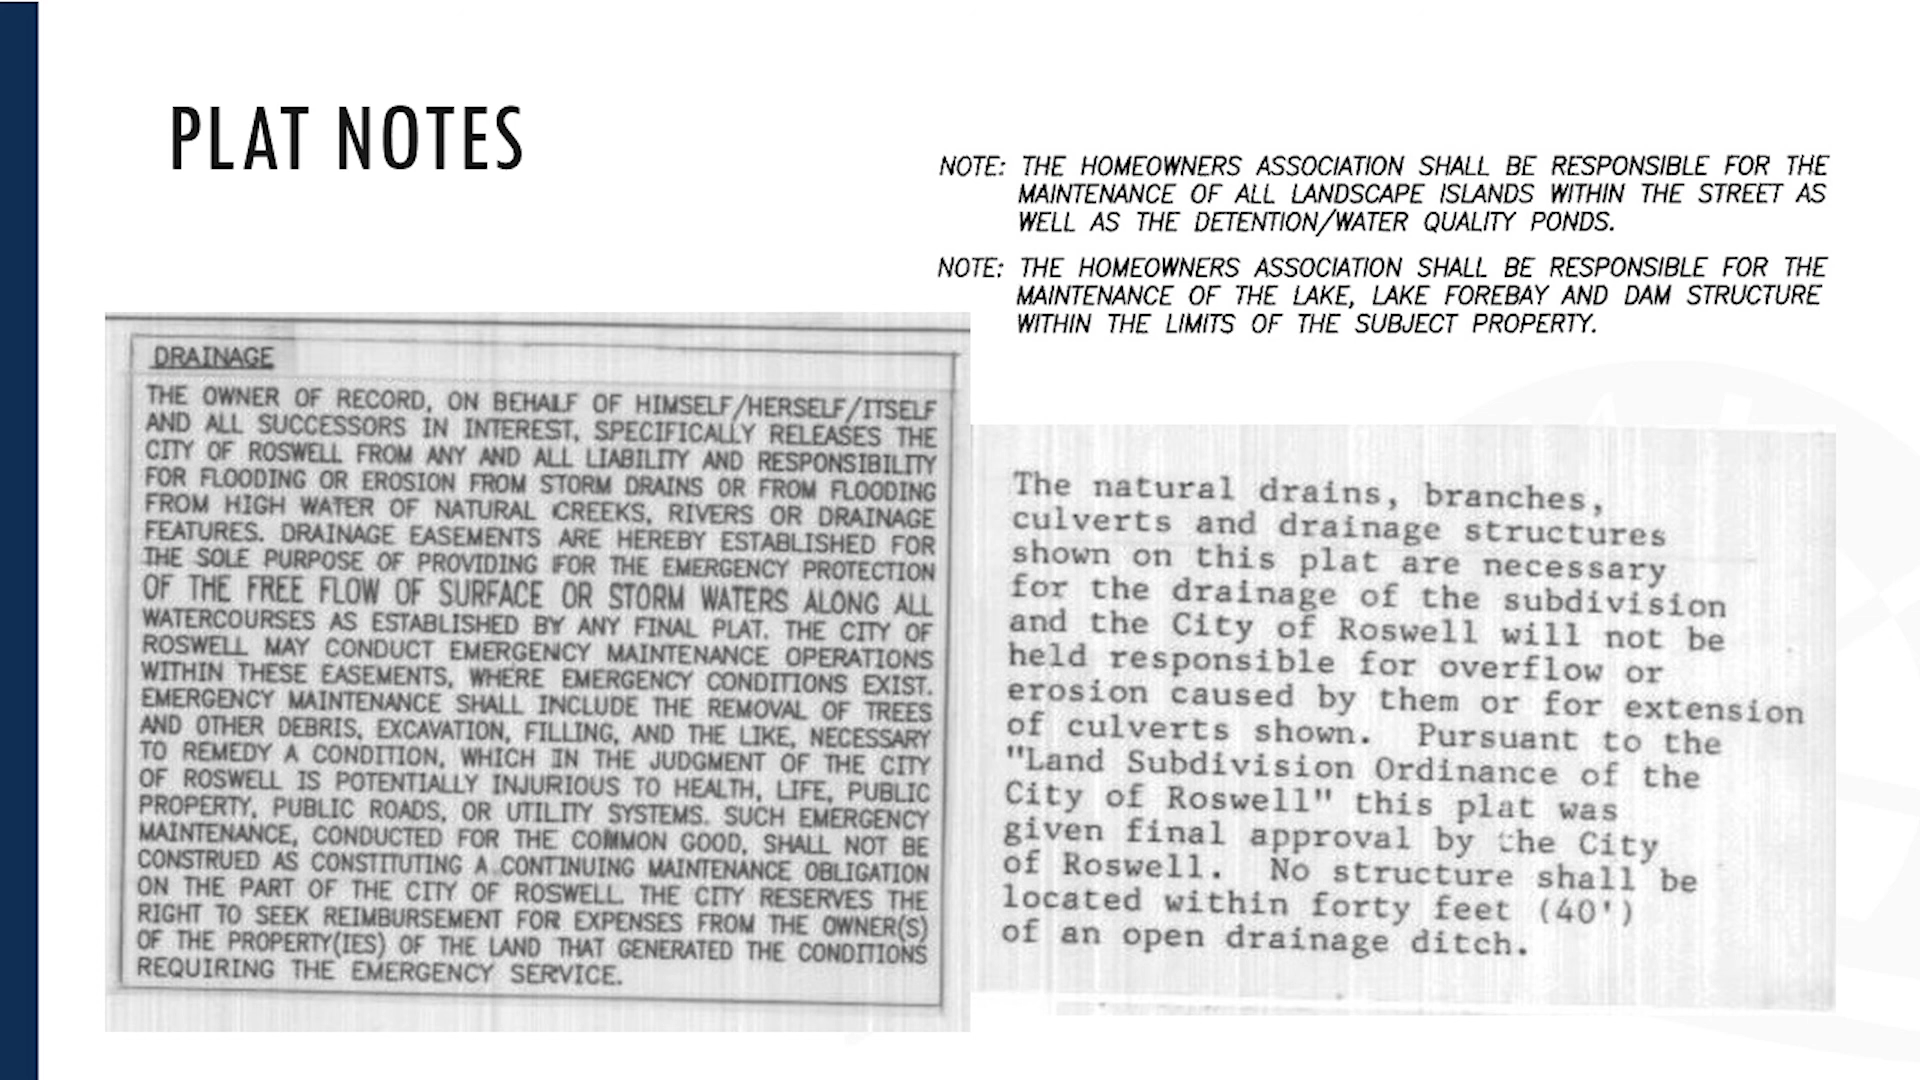 PLAT NOTES
NOTE: THE HOMEOWNERS ASSOCIATION SHALL BE RESPONSIBLE FOR THE
MAINTENANCE OF ALL LANDSCAPE ISLANDS WITHIN THE STREET AS
WELL AS THE DETENTION/WATER QUALITY PONDS.
NOTE: THE HOMEOWNERS ASSOCIATION SHALL BE RESPONSIBLE FOR THE
MAINTENANCE OF THE LAKE, LAKE FOREBAY AND DAM STRUCTURE
WITHIN THE LIMITS OF THE SUBJECT PROPERTY.
DRAINAGE
THE OWNER OF RECORD, ON BEHALF OF HIMSELF/HERSELF/ITSELF
AND ALL SUCCESSORS IN INTEREST, SPECIFICALLY RELEASES THE
CITY OF ROSWELL FROM ANY AND ALL LIABILITY AND RESPONSIBILITY
FOR FLOODING OR EROSION FROM STORM DRAINS OR FROM FLOODING
FROM HIGH WATER OF NATURAL CREEKS, RIVERS OR DRAINAGE
FEATURES. DRAINAGE EASEMENTS ARE HEREBY ESTABLISHED FOR
THE SOLE PURPOSE OF PROVIDING FOR THE EMERGENCY PROTECTION
OF THE FREE FLOW OF SURFACE OR STORM WATERS ALONG ALL
WATERCOURSES AS ESTABLISHED BY ANY FINAL PLAT. THE CITY OF
ROSWELL MAY CONDUCT EMERGENCY MAINTENANCE OPERATIONS
WITHIN THESE EASEMENTS, WHERE EMERGENCY CONDITIONS EXIST.
EMERGENCY MAINTENANCE SHALL INCLUDE THE REMOVAL OF TREES
AND OTHER DEBRIS, EXCAVATION, FILLING, AND THE LIKE, NECESSARY
TO REMEDY A CONDITION, WHICH IN THE JUDGMENT OF THE CITY
OF ROSWELL IS POTENTIALLY INJURIOUS TO HEALTH, LIFE, PUBLIC
PROPERTY, PUBLIC ROADS, OR UTILITY SYSTEMS. SUCH EMERGENCY
MAINTENANCE, CONDUCTED FOR THE COMMON GOOD, SHALL NOT BE
CONSTRUED AS CONSTITUTING A CONTINUING MAINTENANCE OBLIGATION
ON THE PART OF THE CITY OF ROSWELL. THE CITY RESERVES THE
RIGHT TO SEEK REIMBURSEMENT FOR EXPENSES FROM THE OWNER(S)
OF THE PROPERTY(IES) OF THE LAND THAT GENERATED THE CONDITIONS
REQUIRING THE EMERGENCY SERVICE.
The natural drains, branches,
culverts and drainage structures
shown on this plat are necessary
for the drainage of the subdivision
and the City of Roswell will not be
held responsible for overflow or
erosion caused by them or for extension
of culverts shown. Pursuant to the
"Land Subdivision Ordinance of the
City of Roswell" this plat was
given final approval by the City
of Roswell. No structure shall be
located within forty feet (40')
of an open drainage ditch.